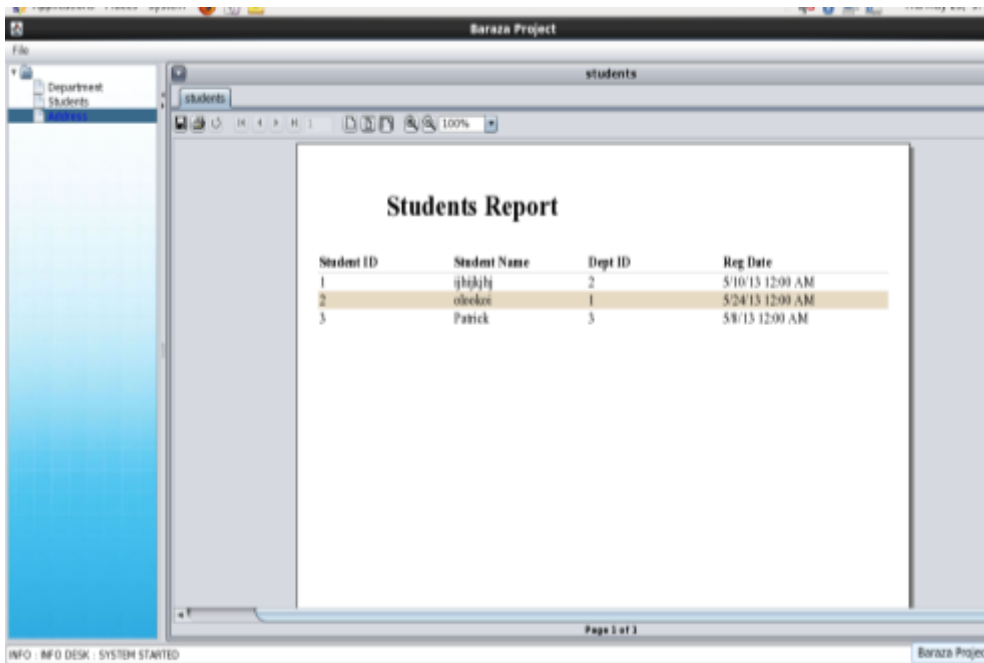 Baraza Project
File
Department
Students
Address
students
students
1
100%
Students Report
Student ID Student Name Dept ID Reg Date
1 ijhijkjhj 2 5/10/13 12:00 AM
2 1 5/24/13 12:00 AM
3 Patrick 3 5/8/13 12:00 AM
Page 1 of 1
INFO : INFO DESK : SYSTEM STARTED
Baraza Projec